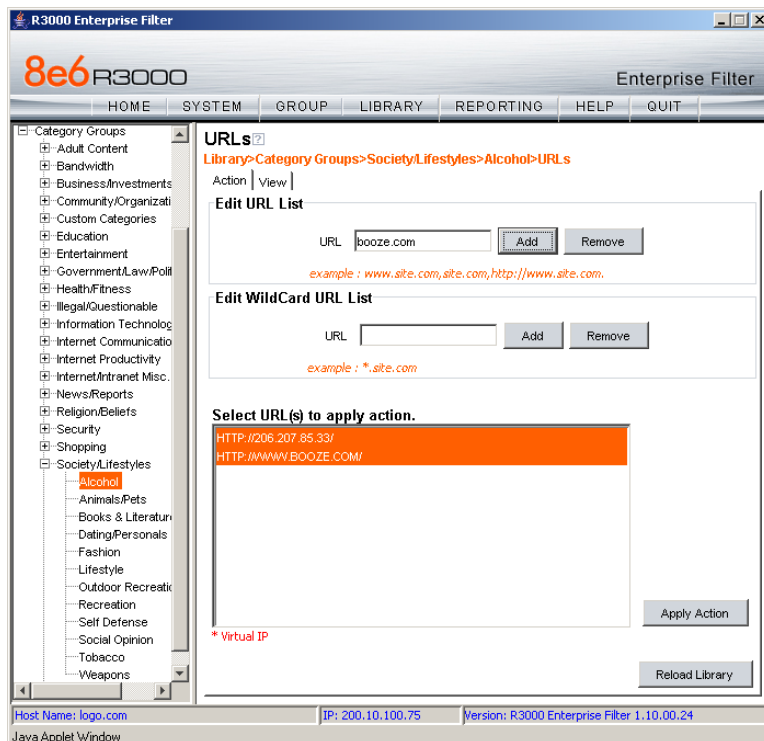 R3000 Enterprise Filter
8e6 R3000
Enterprise Filter
HOME SYSTEM GROUP LIBRARY REPORTING HELP QUIT
Category Groups
Adult Content
Bandwidth
Business/Investments
Community/Organizati
Custom Categories
Education
Entertainment
Government/Law/Polit
Health/Fitness
Illegal/Questionable
Information Technolog
Internet Communicatio
Internet Productivity
Internet/Intranet Misc.
News/Reports
Religion/Beliefs
Security
Shopping
Society/Lifestyles
Alcohol
Animals/Pets
Books & Literature
Dating/Personals
Fashion
Lifestyle
Outdoor Recreatic
Recreation
Self Defense
Social Opinion
Tobacco
Weapons
URLs ?
Library>Category Groups>Society/Lifestyles>Alcohol>URLs
Action View
Edit URL List
URL booze.com Add Remove
example : www.site.com,site.com,http://www.site.com.
Edit WildCard URL List
URL Add Remove
example : *.site.com
Select URL(s) to apply action.
HTTP://206.207.85.33/
HTTP://WWW.BOOZE.COM/
Apply Action
* Virtual IP
Reload Library
Host Name: logo.com IP: 200.10.100.75 Version: R3000 Enterprise Filter 1.10.00.24
Java Applet Window